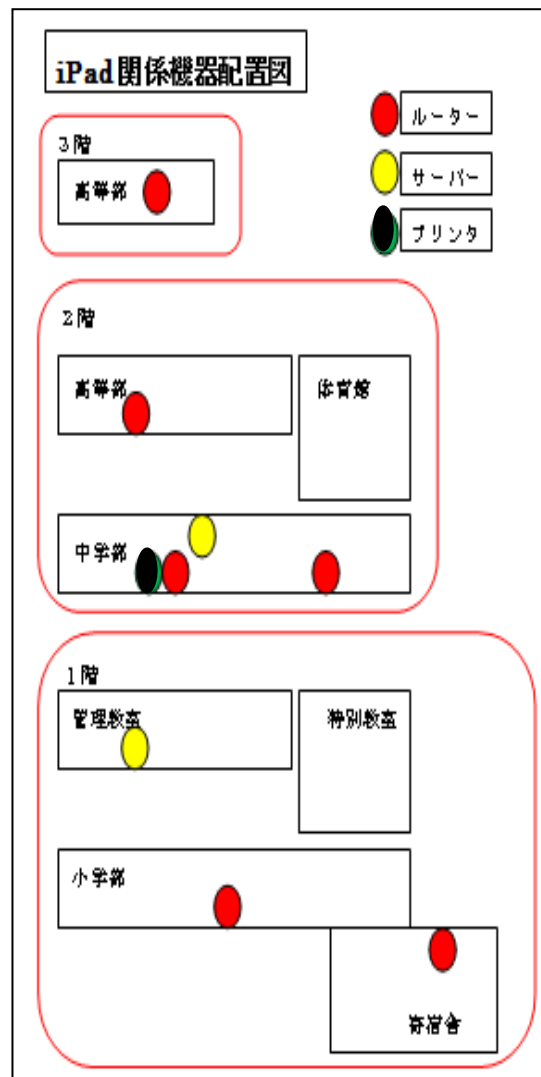 iPad関係機器配置図
ルーター
サーバー
プリンタ
3階
高等部
2階
高等部
体育館
中学部
1階
管理教室
特別教室
小学部
寄宿舎